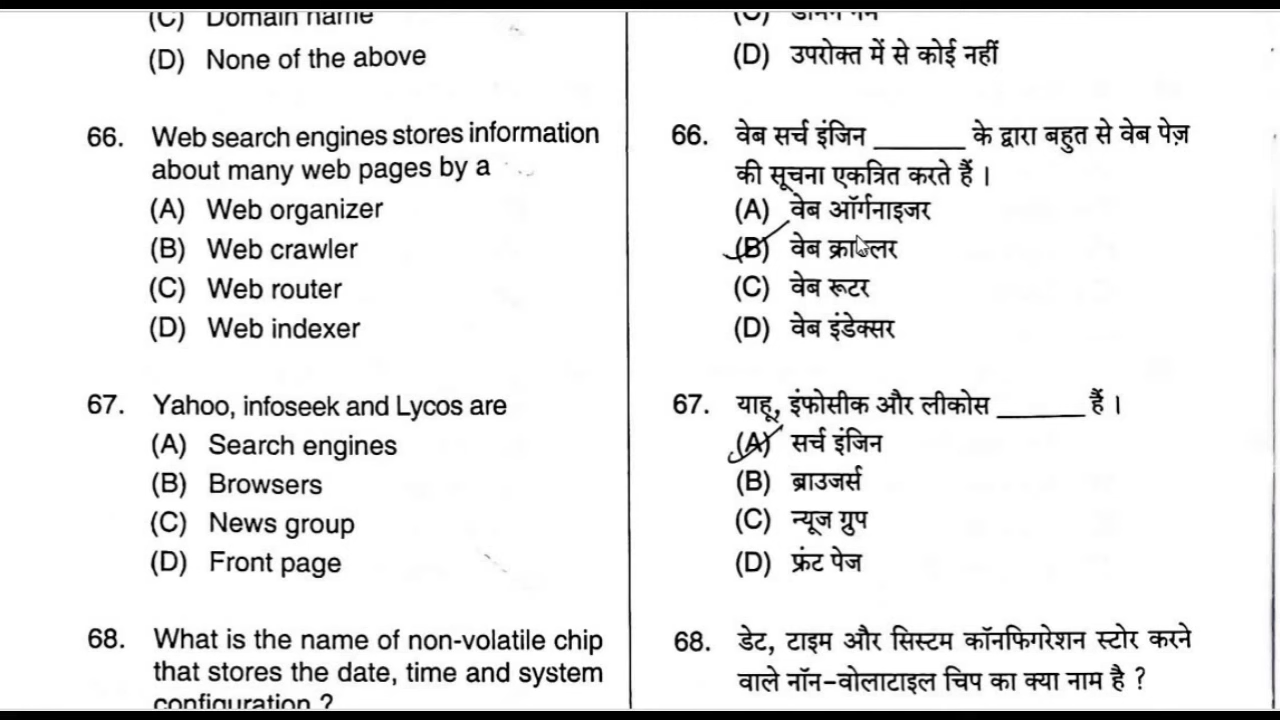 (C) Domain name
(D) None of the above
66. Web search engines stores information
about many web pages by a
(A) Web organizer
(B) Web crawler
(C) Web router
(D) Web indexer
67. Yahoo, infoseek and Lycos are
(A) Search engines
(B) Browsers
(C) News group
(D) Front page
68. What is the name of non-volatile chip
that stores the date, time and system
configuration ?
(D) उपरोक्त में से कोई नहीं
66. वेब सर्च इंजिन _______ के द्वारा बहुत से वेब पेज़
की सूचना एकत्रित करते हैं ।
(A) वेब ऑर्गनाइजर
(B) वेब क्राॅलर
(C) वेब रूटर
(D) वेब इंडेक्सर
67. याहू, इंफोसीक और लीकोस _______ हैं ।
(A) सर्च इंजिन
(B) ब्राउजर्स
(C) न्यूज ग्रुप
(D) फ्रंट पेज
68. डेट, टाइम और सिस्टम कॉनफिगरेशन स्टोर करने
वाले नॉन-वोलाटाइल चिप का क्या नाम है ?